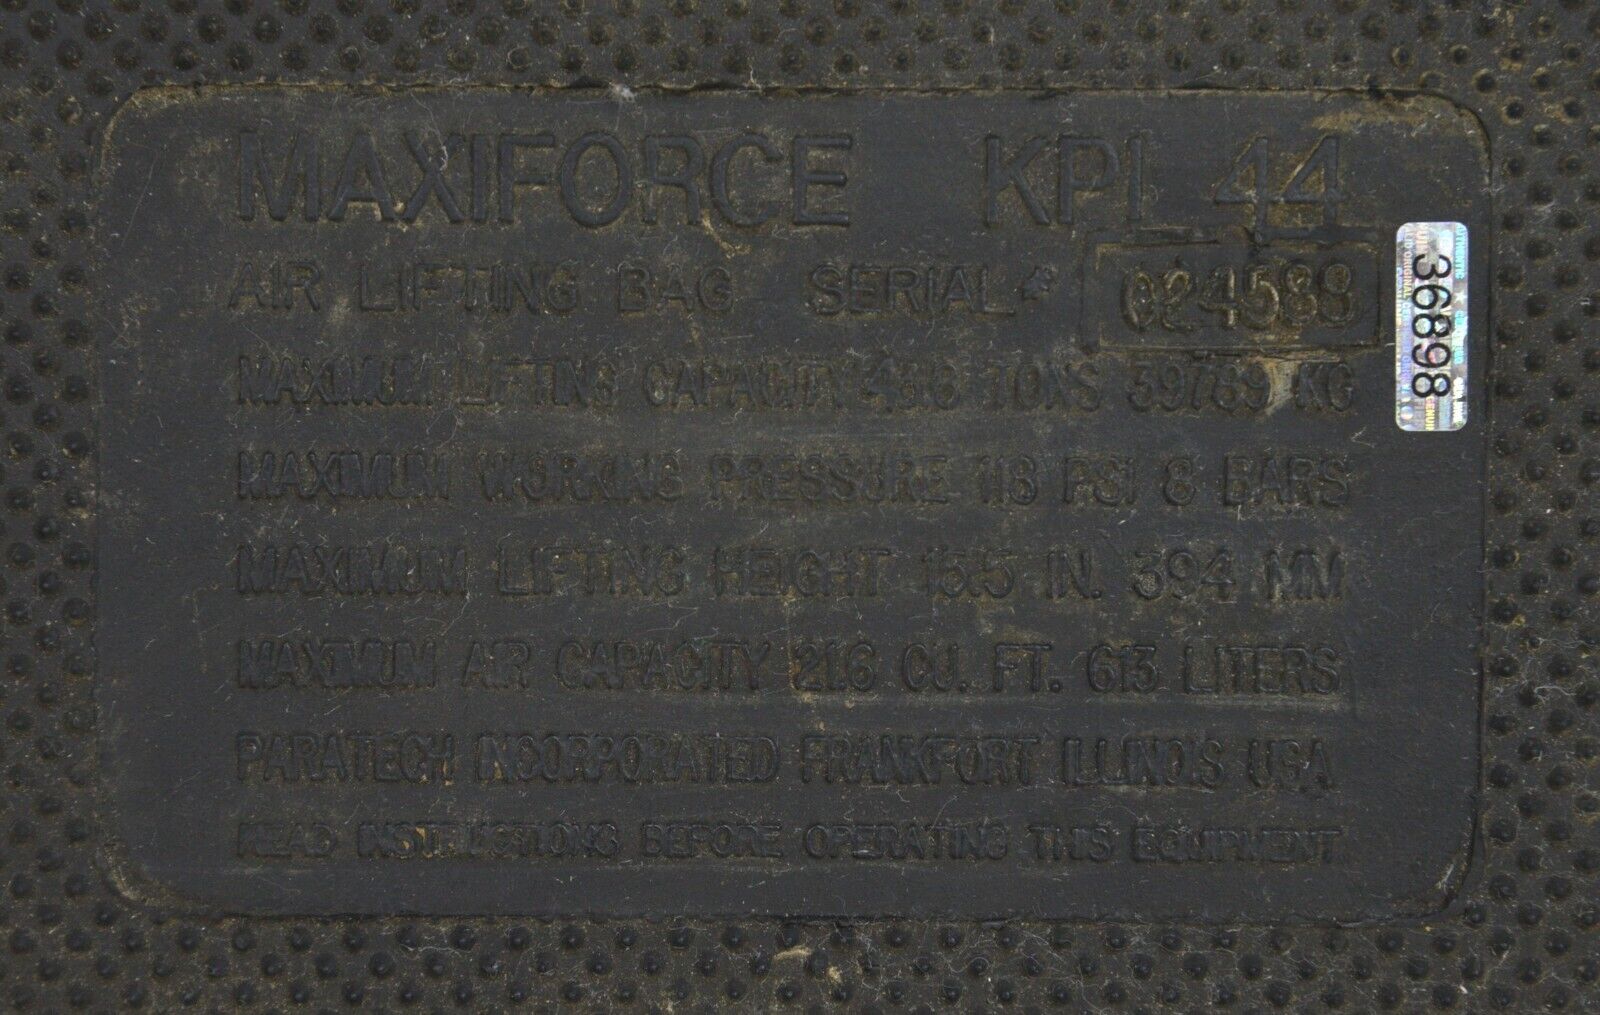 MAXIFORCE KPI 44
AIR LIFTING BAG SERIAL # 024588
MAXIMUM LIFTING CAPACITY 43.8 TONS 39789 KG
MAXIMUM WORKING PRESSURE 118 PSI 8 BARS
MAXIMUM LIFTING HEIGHT 15.5 IN. 394 MM
MAXIMUM AIR CAPACITY 21.6 CU. FT. 613 LITERS
PARATECH INCORPORATED FRANKFORT ILLINOIS USA
READ INSTRUCTIONS BEFORE OPERATING THIS EQUIPMENT
36898